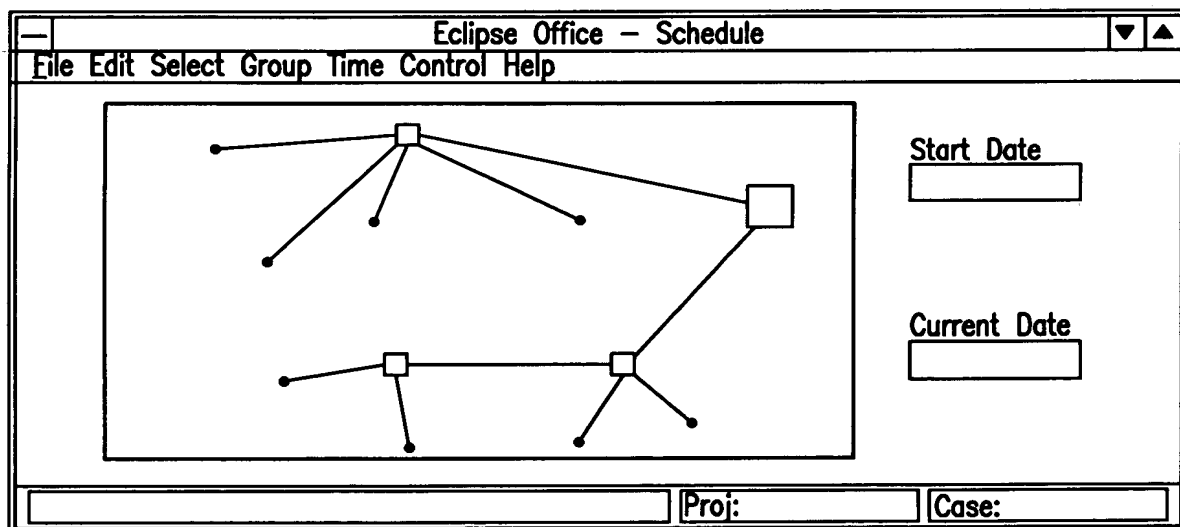 Eclipse Office – Schedule
File Edit Select Group Time Control Help
Start Date
Current Date
Proj:
Case: